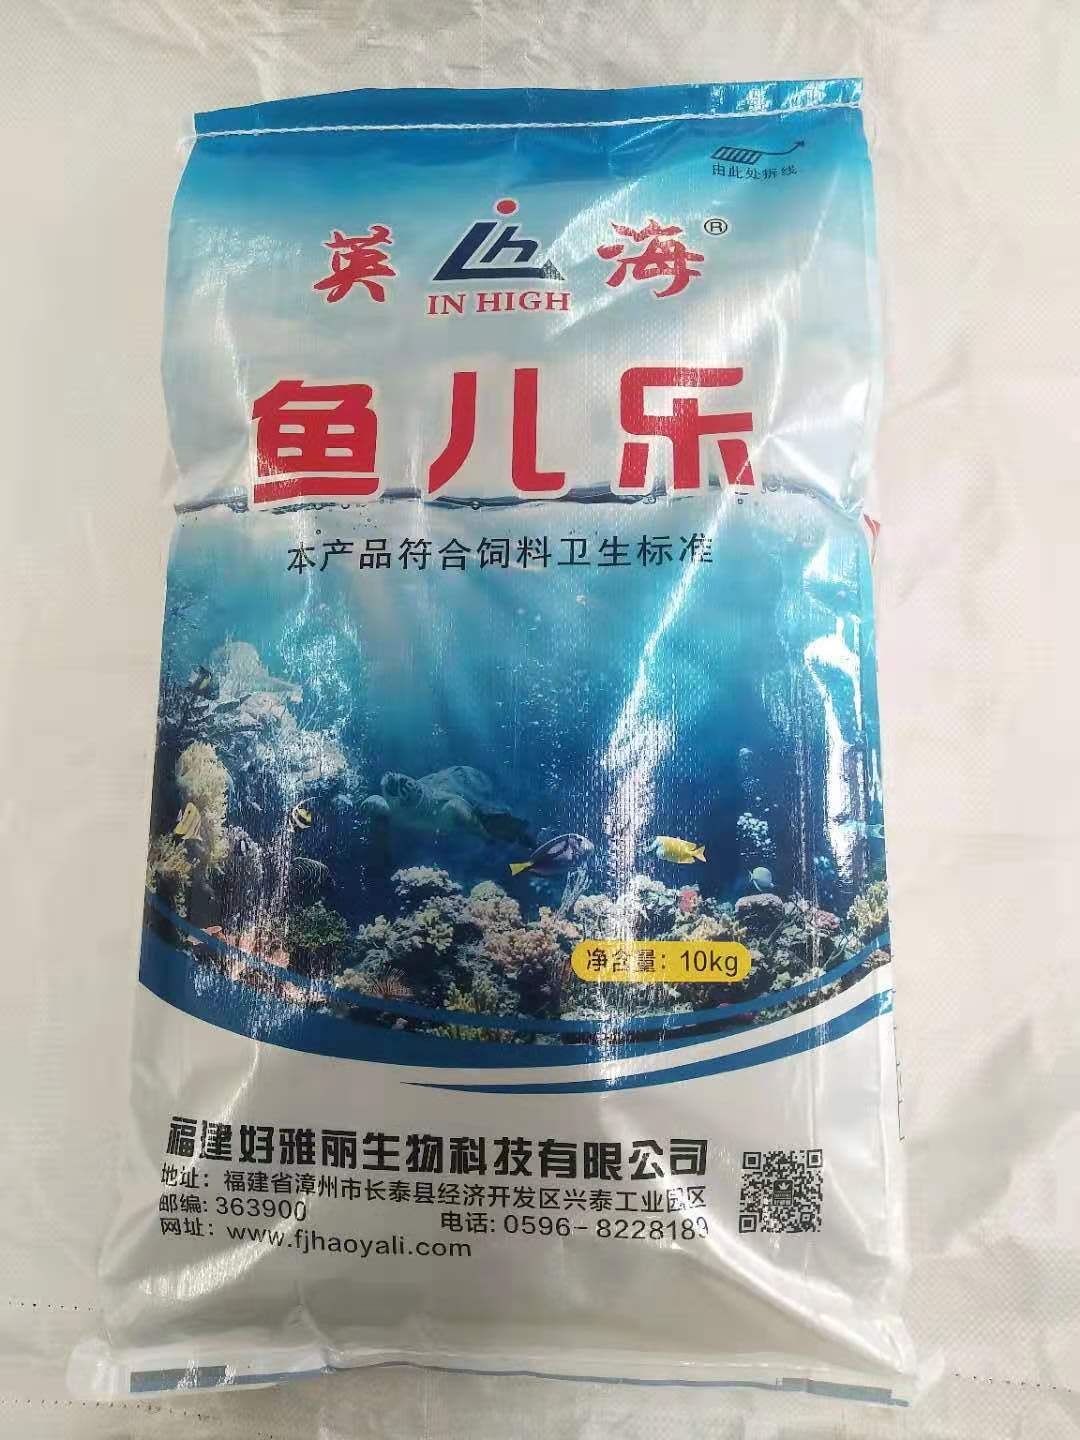 由此处拆线
英 lh 海®
IN HIGH
鱼儿乐
本产品符合饲料卫生标准
净含量：10kg
福建好雅丽生物科技有限公司
地址：福建省漳州市长泰县经济开发区兴泰工业园区
邮编: 363900 电话: 0596-8228189
网址：www.fjhaoyali.com